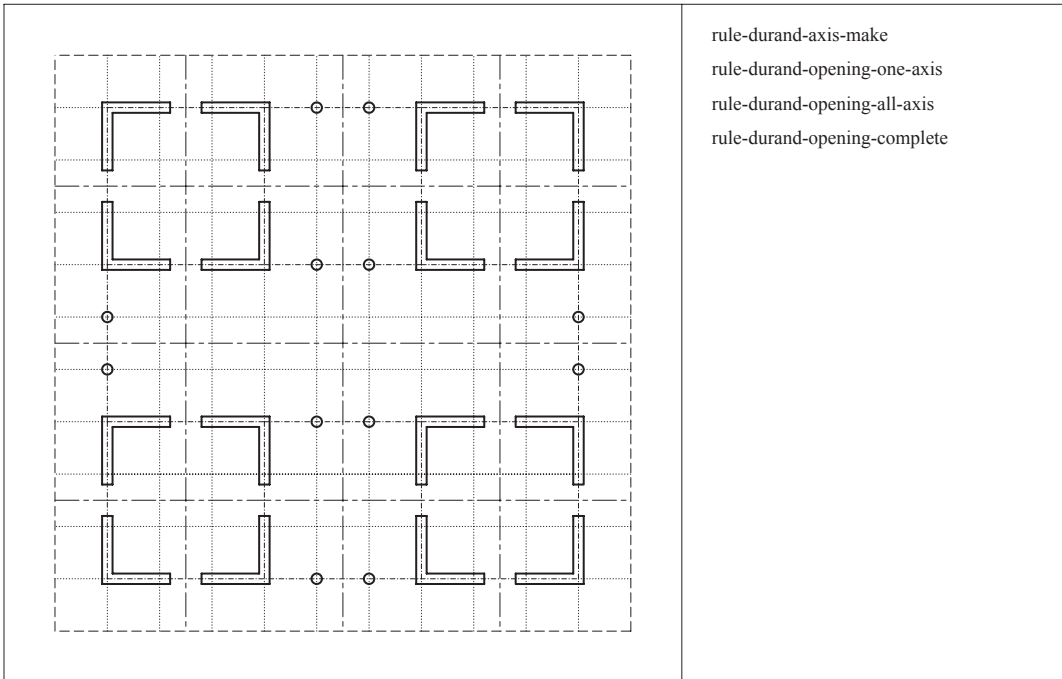 rule-durand-axis-make
rule-durand-opening-one-axis
rule-durand-opening-all-axis
rule-durand-opening-complete